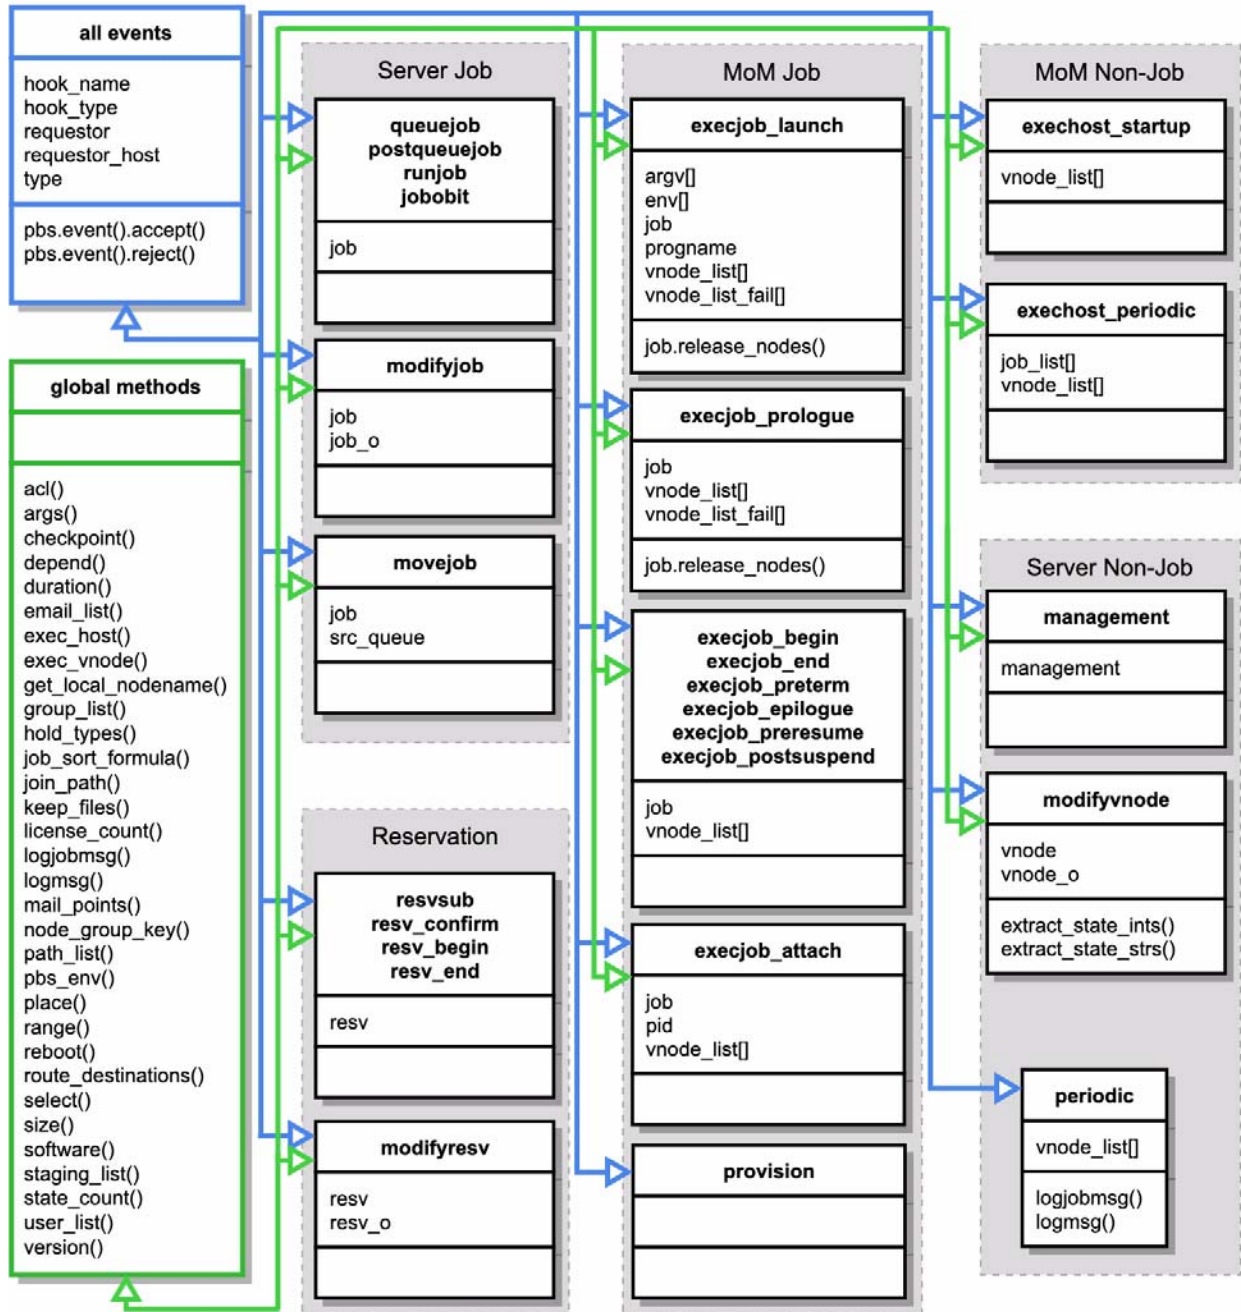 all events
hook_name
hook_type
requestor
requestor_host
type
pbs.event().accept()
pbs.event().reject()
global methods
acl()
args()
checkpoint()
depend()
duration()
email_list()
exec_host()
exec_vnode()
get_local_nodename()
group_list()
hold_types()
job_sort_formula()
join_path()
keep_files()
license_count()
logjobmsg()
logmsg()
mail_points()
node_group_key()
path_list()
pbs_env()
place()
range()
reboot()
route_destinations()
select()
size()
software()
staging_list()
state_count()
user_list()
version()
Server Job
queuejob
postqueuejob
runjob
jobobit
job
modifyjob
job
job_o
movejob
job
src_queue
Reservation
resvsub
resv_confirm
resv_begin
resv_end
resv
modifyresv
resv
resv_o
MoM Job
execjob_launch
argv[]
env[]
job
progname
vnode_list[]
vnode_list_fail[]
job.release_nodes()
execjob_prologue
job
vnode_list[]
vnode_list_fail[]
job.release_nodes()
execjob_begin
execjob_end
execjob_preterm
execjob_epilogue
execjob_preresume
execjob_postsuspend
job
vnode_list[]
execjob_attach
job
pid
vnode_list[]
provision
MoM Non-Job
exechost_startup
vnode_list[]
exechost_periodic
job_list[]
vnode_list[]
Server Non-Job
management
management
modifyvnode
vnode
vnode_o
extract_state_ints()
extract_state_strs()
periodic
vnode_list[]
logjobmsg()
logmsg()